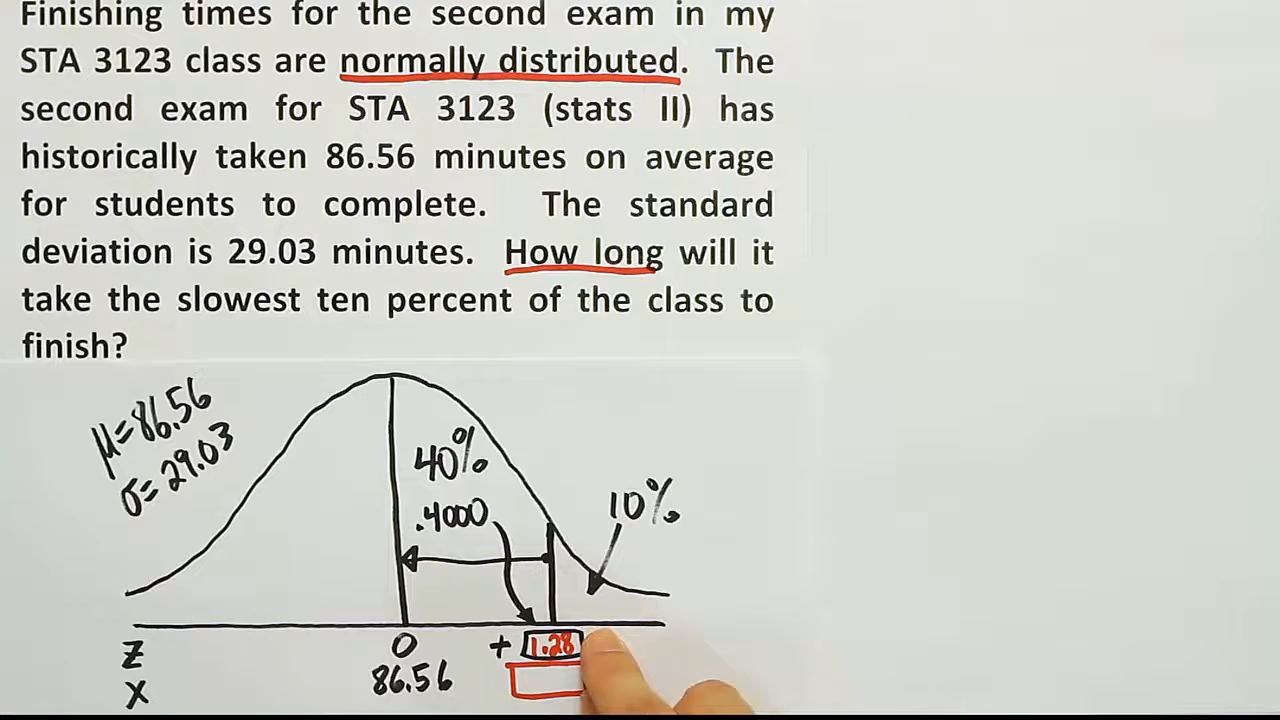 Finishing times for the second exam in my
STA 3123 class are normally distributed. The
second exam for STA 3123 (stats II) has
historically taken 86.56 minutes on average
for students to complete. The standard
deviation is 29.03 minutes. How long will it
take the slowest ten percent of the class to
finish?
μ=86.56
σ=29.03
40%
.4000
10%
Z 0 + 1.28
X 86.56